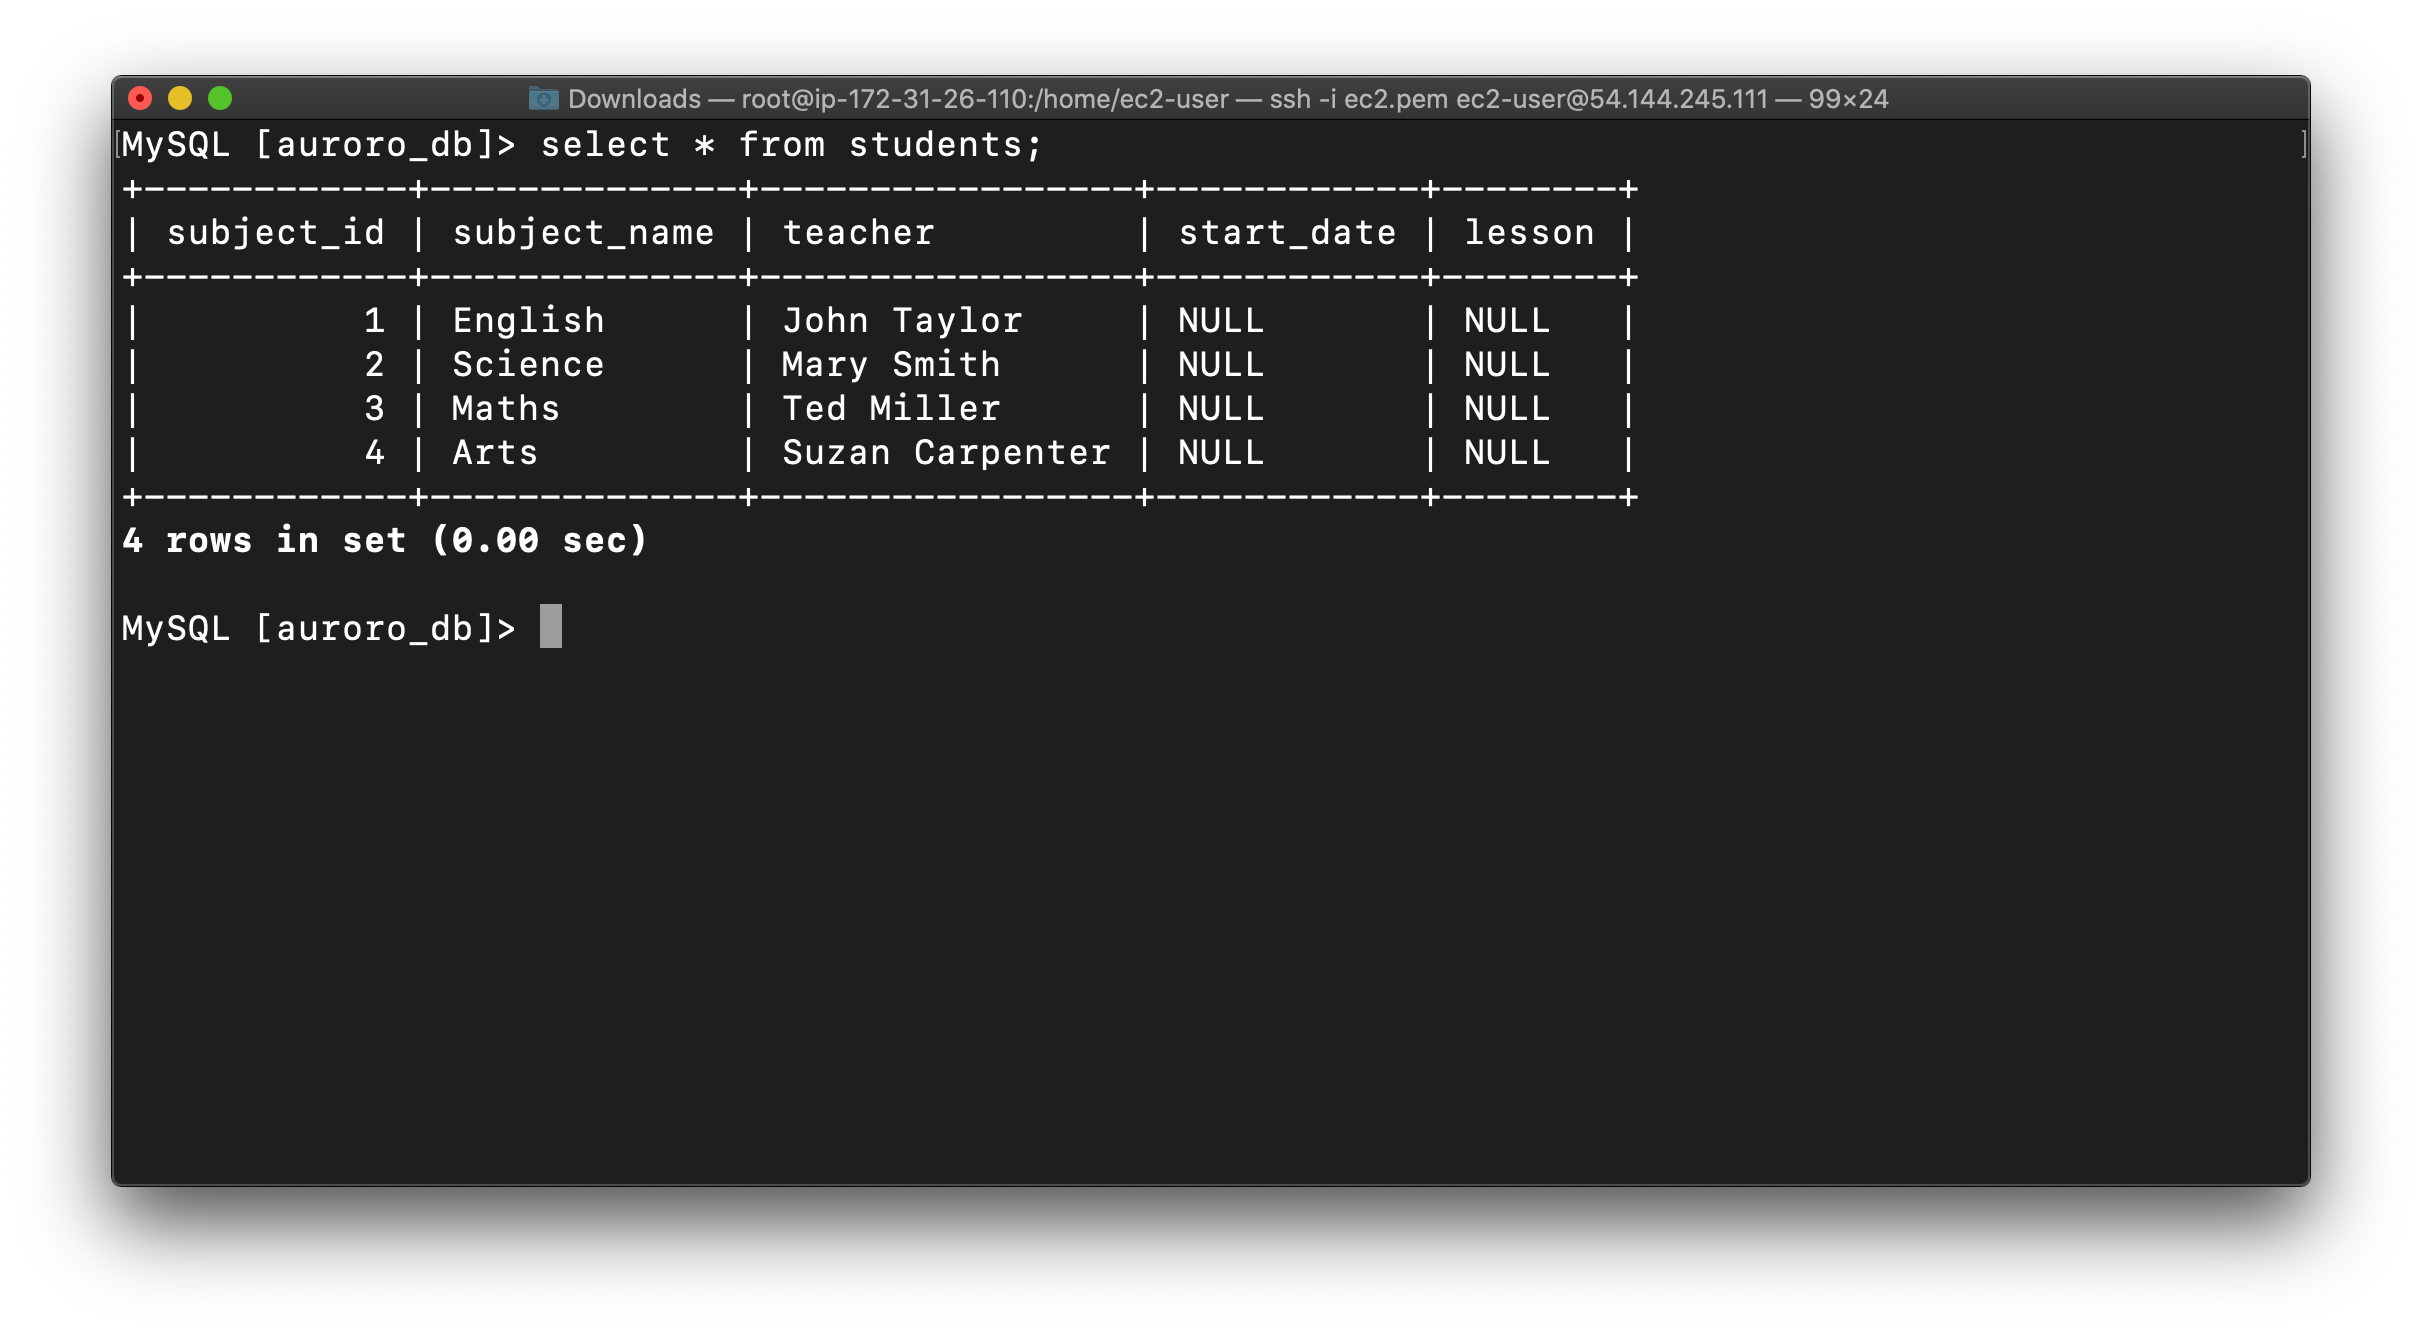 Downloads — root@ip-172-31-26-110:/home/ec2-user — ssh -i ec2.pem ec2-user@54.144.245.111 — 99×24
[MySQL [auroro_db]> select * from students; ]
+------------+--------------+-----------------+------------+--------+
| subject_id | subject_name | teacher         | start_date | lesson |
+------------+--------------+-----------------+------------+--------+
|          1 | English      | John Taylor     | NULL       | NULL   |
|          2 | Science      | Mary Smith      | NULL       | NULL   |
|          3 | Maths        | Ted Miller      | NULL       | NULL   |
|          4 | Arts         | Suzan Carpenter | NULL       | NULL   |
+------------+--------------+-----------------+------------+--------+
4 rows in set (0.00 sec)
MySQL [auroro_db]>